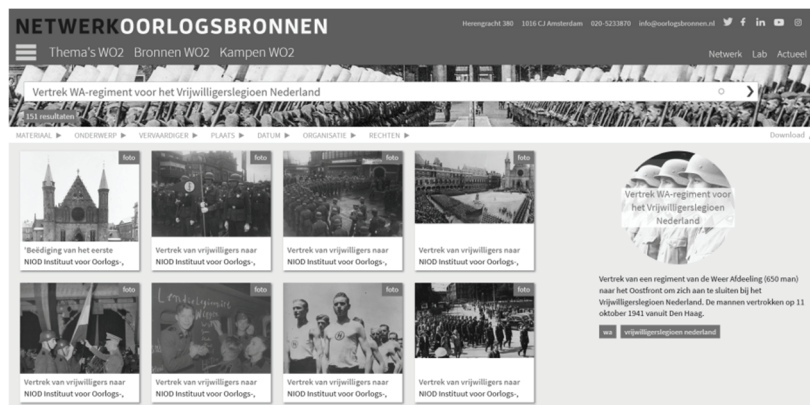 NETWERKOORLOGSBRONNEN
Herengracht 380 1016 CJ Amsterdam 020-5233870 info@oorlogsbronnen.nl
Thema's WO2 Bronnen WO2 Kampen WO2
Netwerk Lab Actueel
Vertrek WA-regiment voor het Vrijwilligerslegioen Nederland
151 resultaten
MATERIAAL ONDERWERP VERVAARDIGER PLAATS DATUM ORGANISATIE RECHTEN
Download
foto foto foto foto
'Beëdiging van het eerste
NIOD Instituut voor Oorlogs-,
Vertrek van vrijwilligers naar
NIOD Instituut voor Oorlogs-,
Vertrek van vrijwilligers naar
NIOD Instituut voor Oorlogs-,
Vertrek van vrijwilligers naar
NIOD Instituut voor Oorlogs-,
foto foto foto foto
Vertrek van vrijwilligers naar
NIOD Instituut voor Oorlogs-,
Vertrek van vrijwilligers naar
NIOD Instituut voor Oorlogs-,
Vertrek van vrijwilligers naar
NIOD Instituut voor Oorlogs-,
Vertrek van vrijwilligers naar
NIOD Instituut voor Oorlogs-,
Vertrek WA-regiment voor
het Vrijwilligerslegioen
Nederland
Vertrek van een regiment van de Weer Afdeeling (650 man)
naar het Oostfront om zich aan te sluiten bij het
Vrijwilligerslegioen Nederland. De mannen vertrokken op 11
oktober 1941 vanuit Den Haag.
wa vrijwilligerslegioen nederland